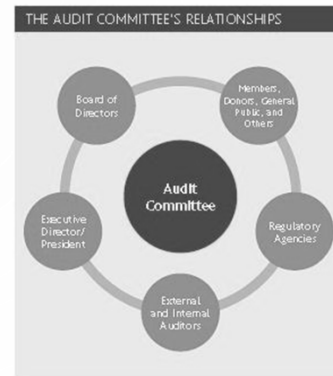 THE AUDIT COMMITTEE'S RELATIONSHIPS
Board of
Directors
Members,
Donors, General
Public, and
Others
Audit
Committee
Executive
Director/
President
Regulatory
Agencies
External
and Internal
Auditors